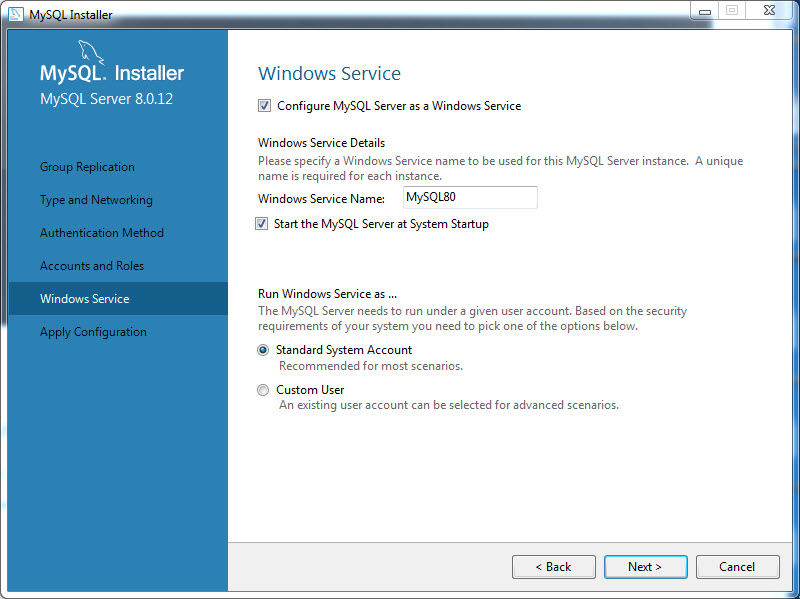 MySQL Installer
MySQL. Installer
MySQL Server 8.0.12
Group Replication
Type and Networking
Authentication Method
Accounts and Roles
Windows Service
Apply Configuration
Windows Service
Configure MySQL Server as a Windows Service
Windows Service Details
Please specify a Windows Service name to be used for this MySQL Server instance. A unique
name is required for each instance.
Windows Service Name: MySQL80
Start the MySQL Server at System Startup
Run Windows Service as ...
The MySQL Server needs to run under a given user account. Based on the security
requirements of your system you need to pick one of the options below.
Standard System Account
Recommended for most scenarios.
Custom User
An existing user account can be selected for advanced scenarios.
< Back Next > Cancel